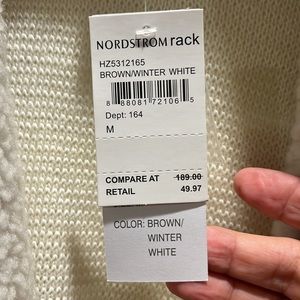 NORDSTROM rack
HZ5312165
BROWN/WINTER WHITE
8 88081 72106 5
Dept: 164
M
COMPARE AT 189.00
RETAIL 49.97
COLOR: BROWN/
WINTER
WHITE